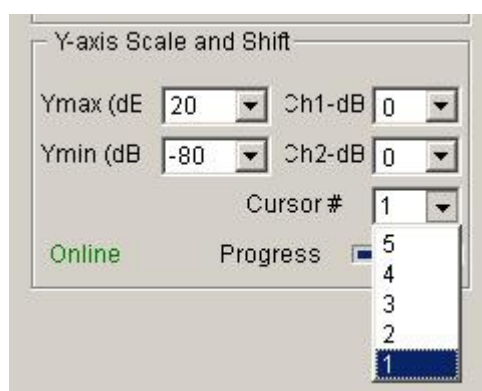 Y-axis Scale and Shift
Ymax (dE 20 Ch1-dB 0
Ymin (dB -80 Ch2-dB 0
Cursor # 1
Online Progress
5
4
3
2
1